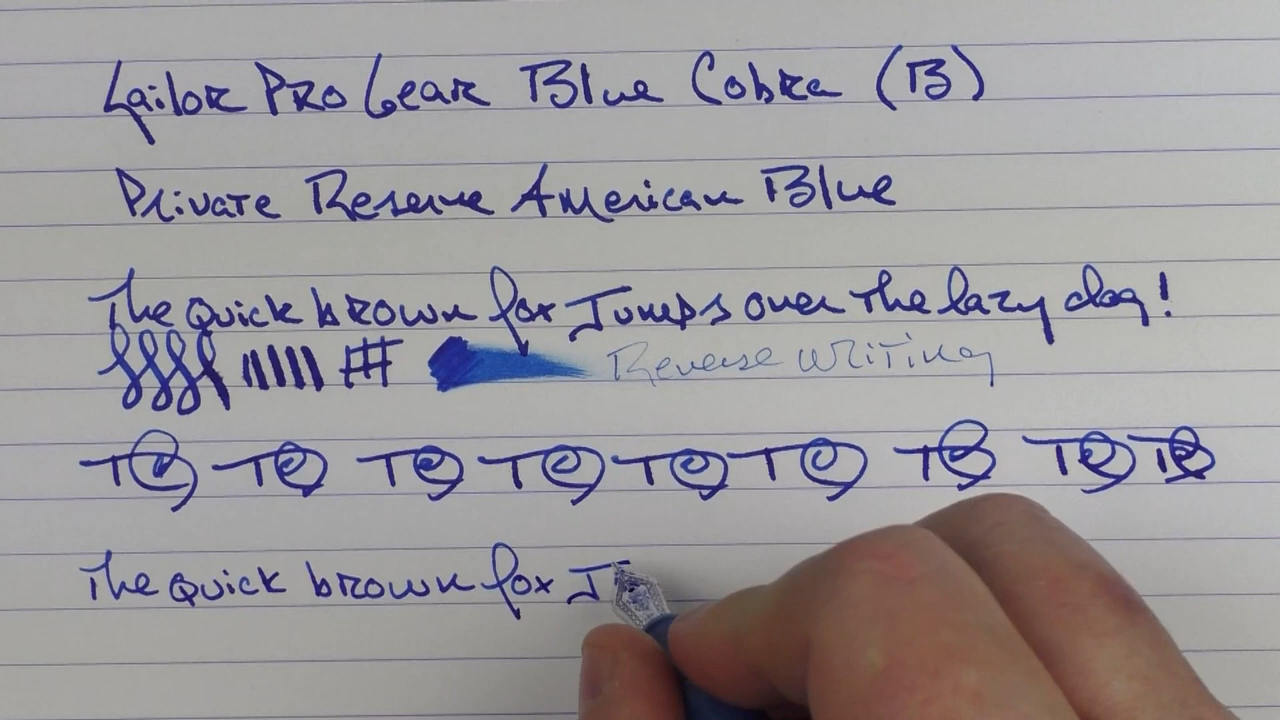 Sailor Pro Gear Blue Cobra (B)
Private Reserve American Blue
The quick brown fox Jumps over the lazy dog!
Reverse writing
The quick brown fox J